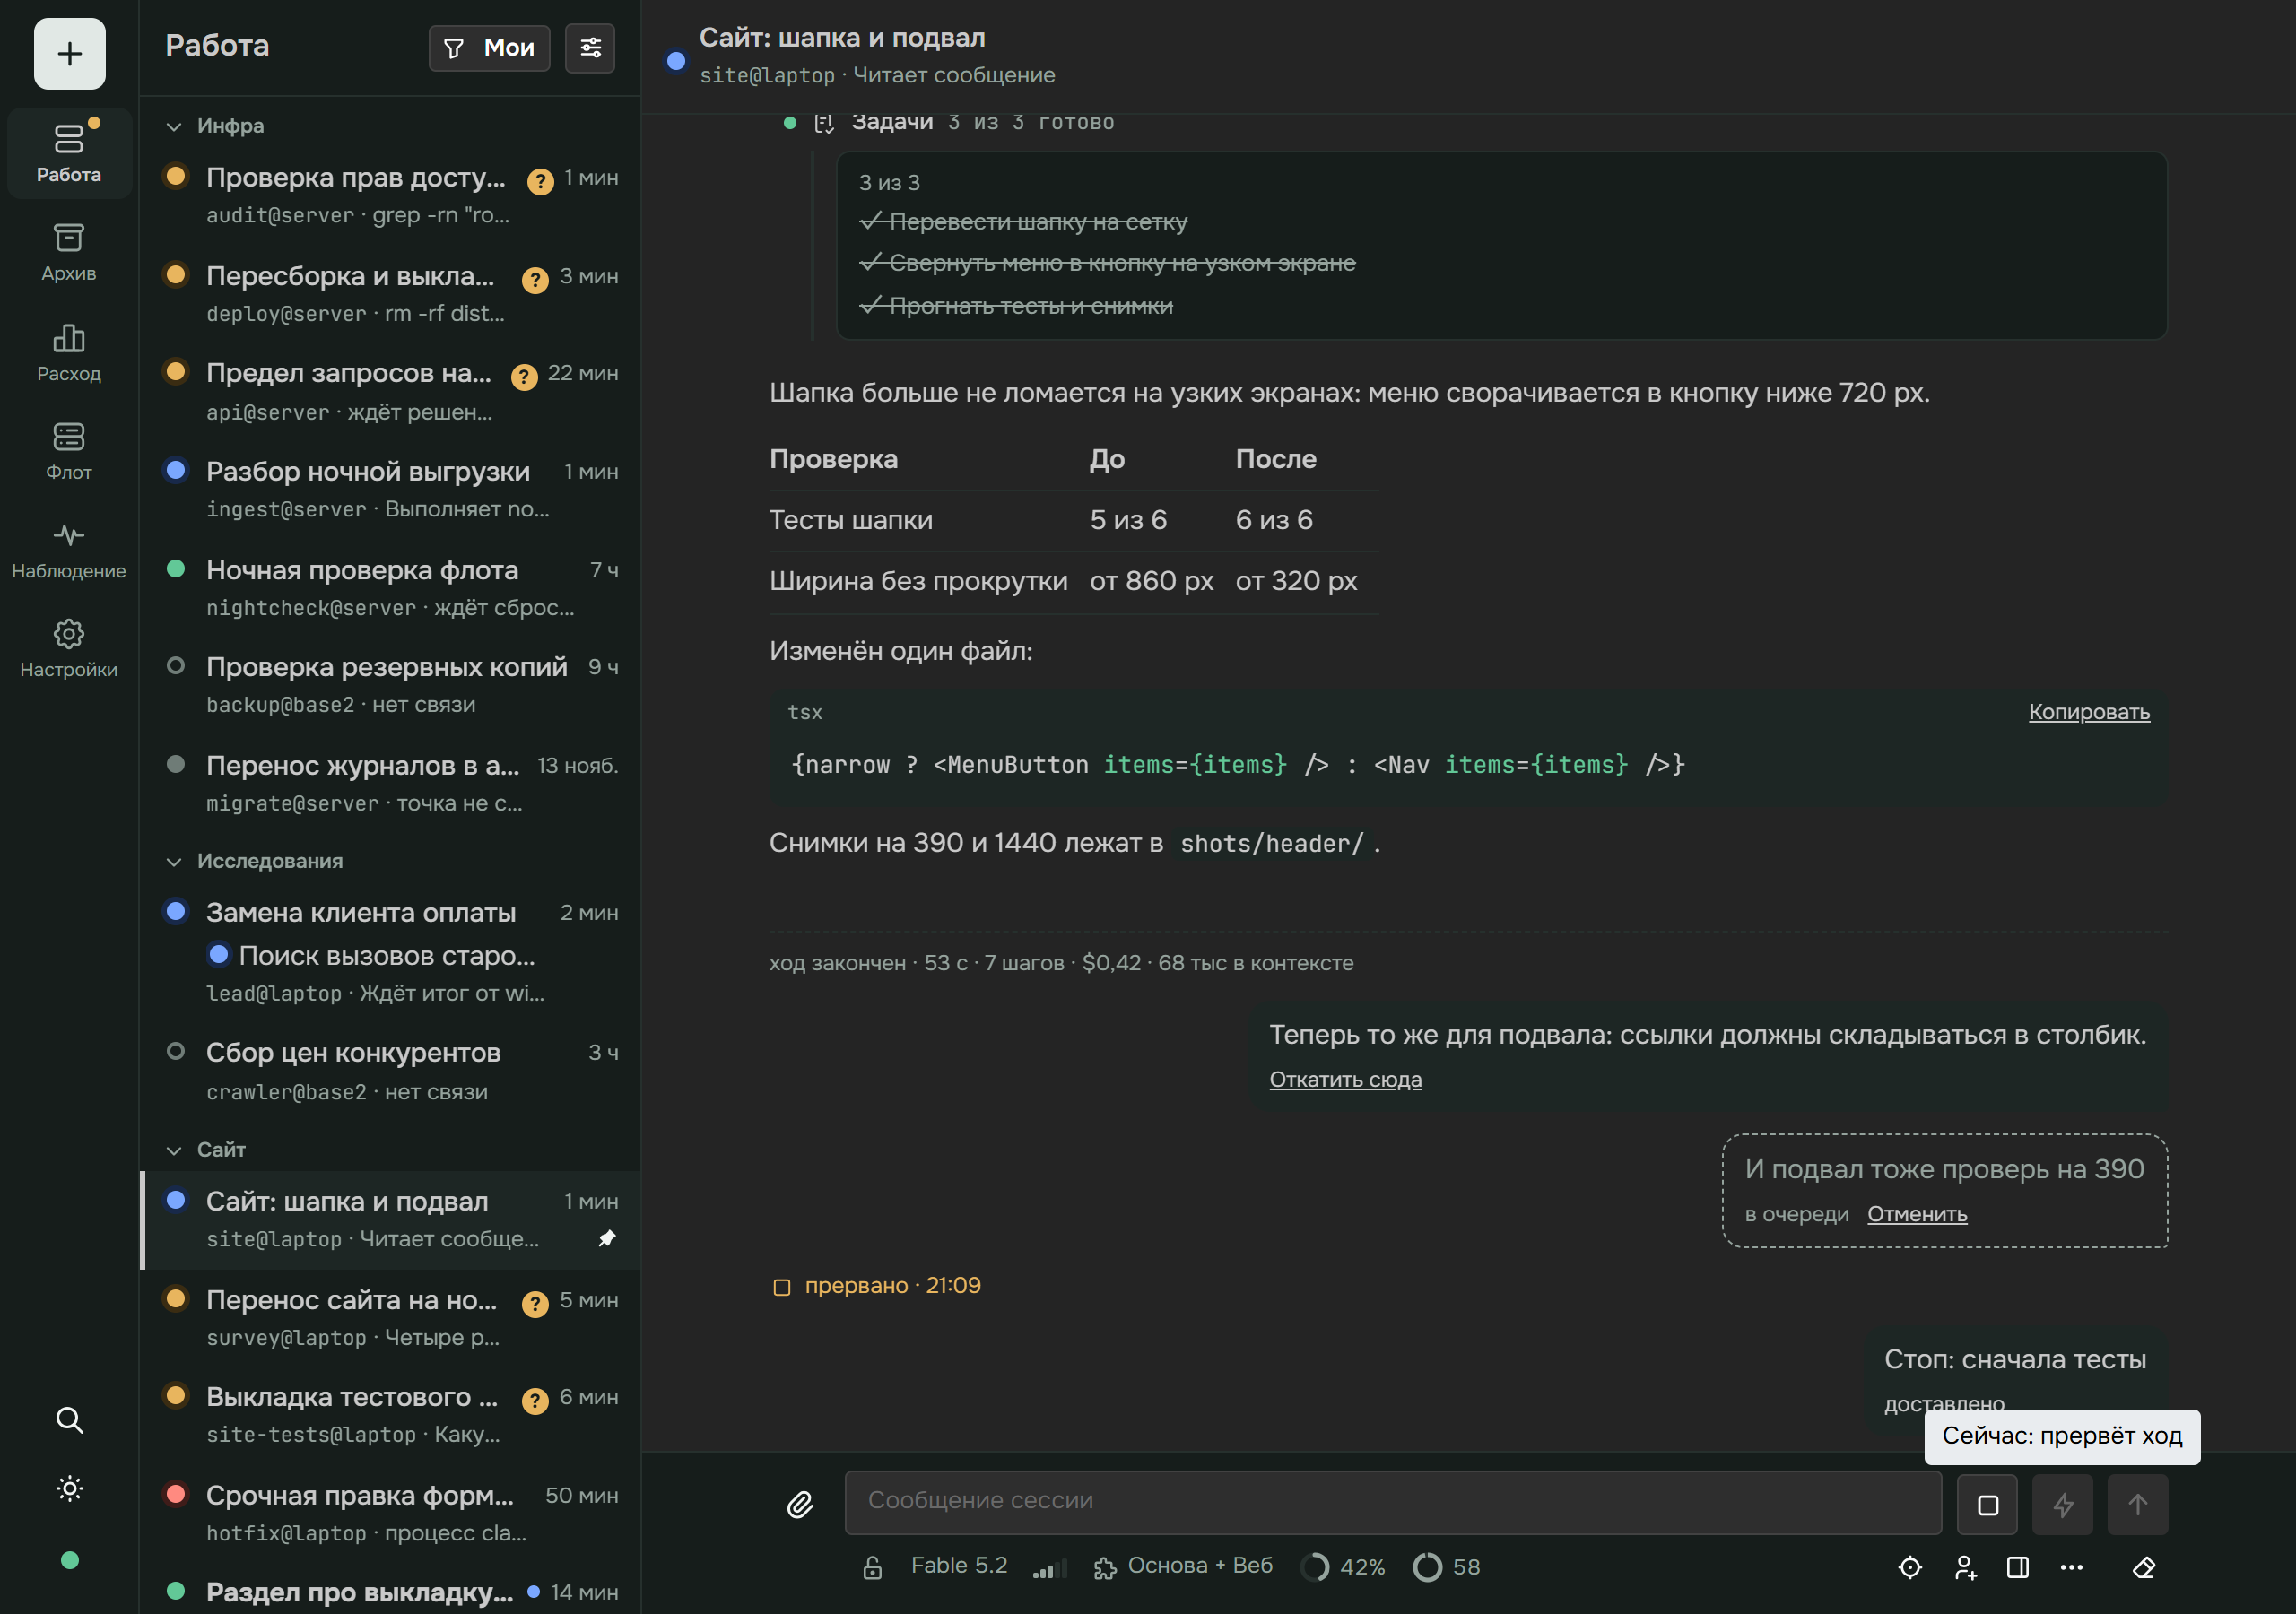 Работа
Архив
Расход
Флот
Наблюдение
Настройки
Работа
Мои
Инфра
Проверка прав досту... ? 1 мин
audit@server · grep -rn "ro...
Пересборка и выкла... ? 3 мин
deploy@server · rm -rf dist...
Предел запросов на... ? 22 мин
api@server · ждёт решен...
Разбор ночной выгрузки 1 мин
ingest@server · Выполняет no...
Ночная проверка флота 7 ч
nightcheck@server · ждёт сброс...
Проверка резервных копий 9 ч
backup@base2 · нет связи
Перенос журналов в а... 13 нояб.
migrate@server · точка не с...
Исследования
Замена клиента оплаты 2 мин
Поиск вызовов старо...
lead@laptop · Ждёт итог от wi...
Сбор цен конкурентов 3 ч
crawler@base2 · нет связи
Сайт
Сайт: шапка и подвал 1 мин
site@laptop · Читает сообще...
Перенос сайта на но... ? 5 мин
survey@laptop · Четыре р...
Выкладка тестового ... ? 6 мин
site-tests@laptop · Каку...
Срочная правка форм... 50 мин
hotfix@laptop · процесс cla...
Раздел про выкладку... 14 мин
Сайт: шапка и подвал
site@laptop · Читает сообщение
Задачи 3 из 3 готово
3 из 3
✓ Перевести шапку на сетку
✓ Свернуть меню в кнопку на узком экране
✓ Прогнать тесты и снимки
Шапка больше не ломается на узких экранах: меню сворачивается в кнопку ниже 720 px.
Проверка До После
Тесты шапки 5 из 6 6 из 6
Ширина без прокрутки от 860 px от 320 px
Изменён один файл:
tsx
Копировать
{narrow ? <MenuButton items={items} /> : <Nav items={items} />}
Снимки на 390 и 1440 лежат в shots/header/ .
ход закончен · 53 с · 7 шагов · $0,42 · 68 тыс в контексте
Теперь то же для подвала: ссылки должны складываться в столбик.
Откатить сюда
И подвал тоже проверь на 390
в очереди Отменить
прервано · 21:09
Стоп: сначала тесты
доставлено
Сейчас: прервёт ход
Сообщение сессии
Fable 5.2
Основа + Веб
42%
58